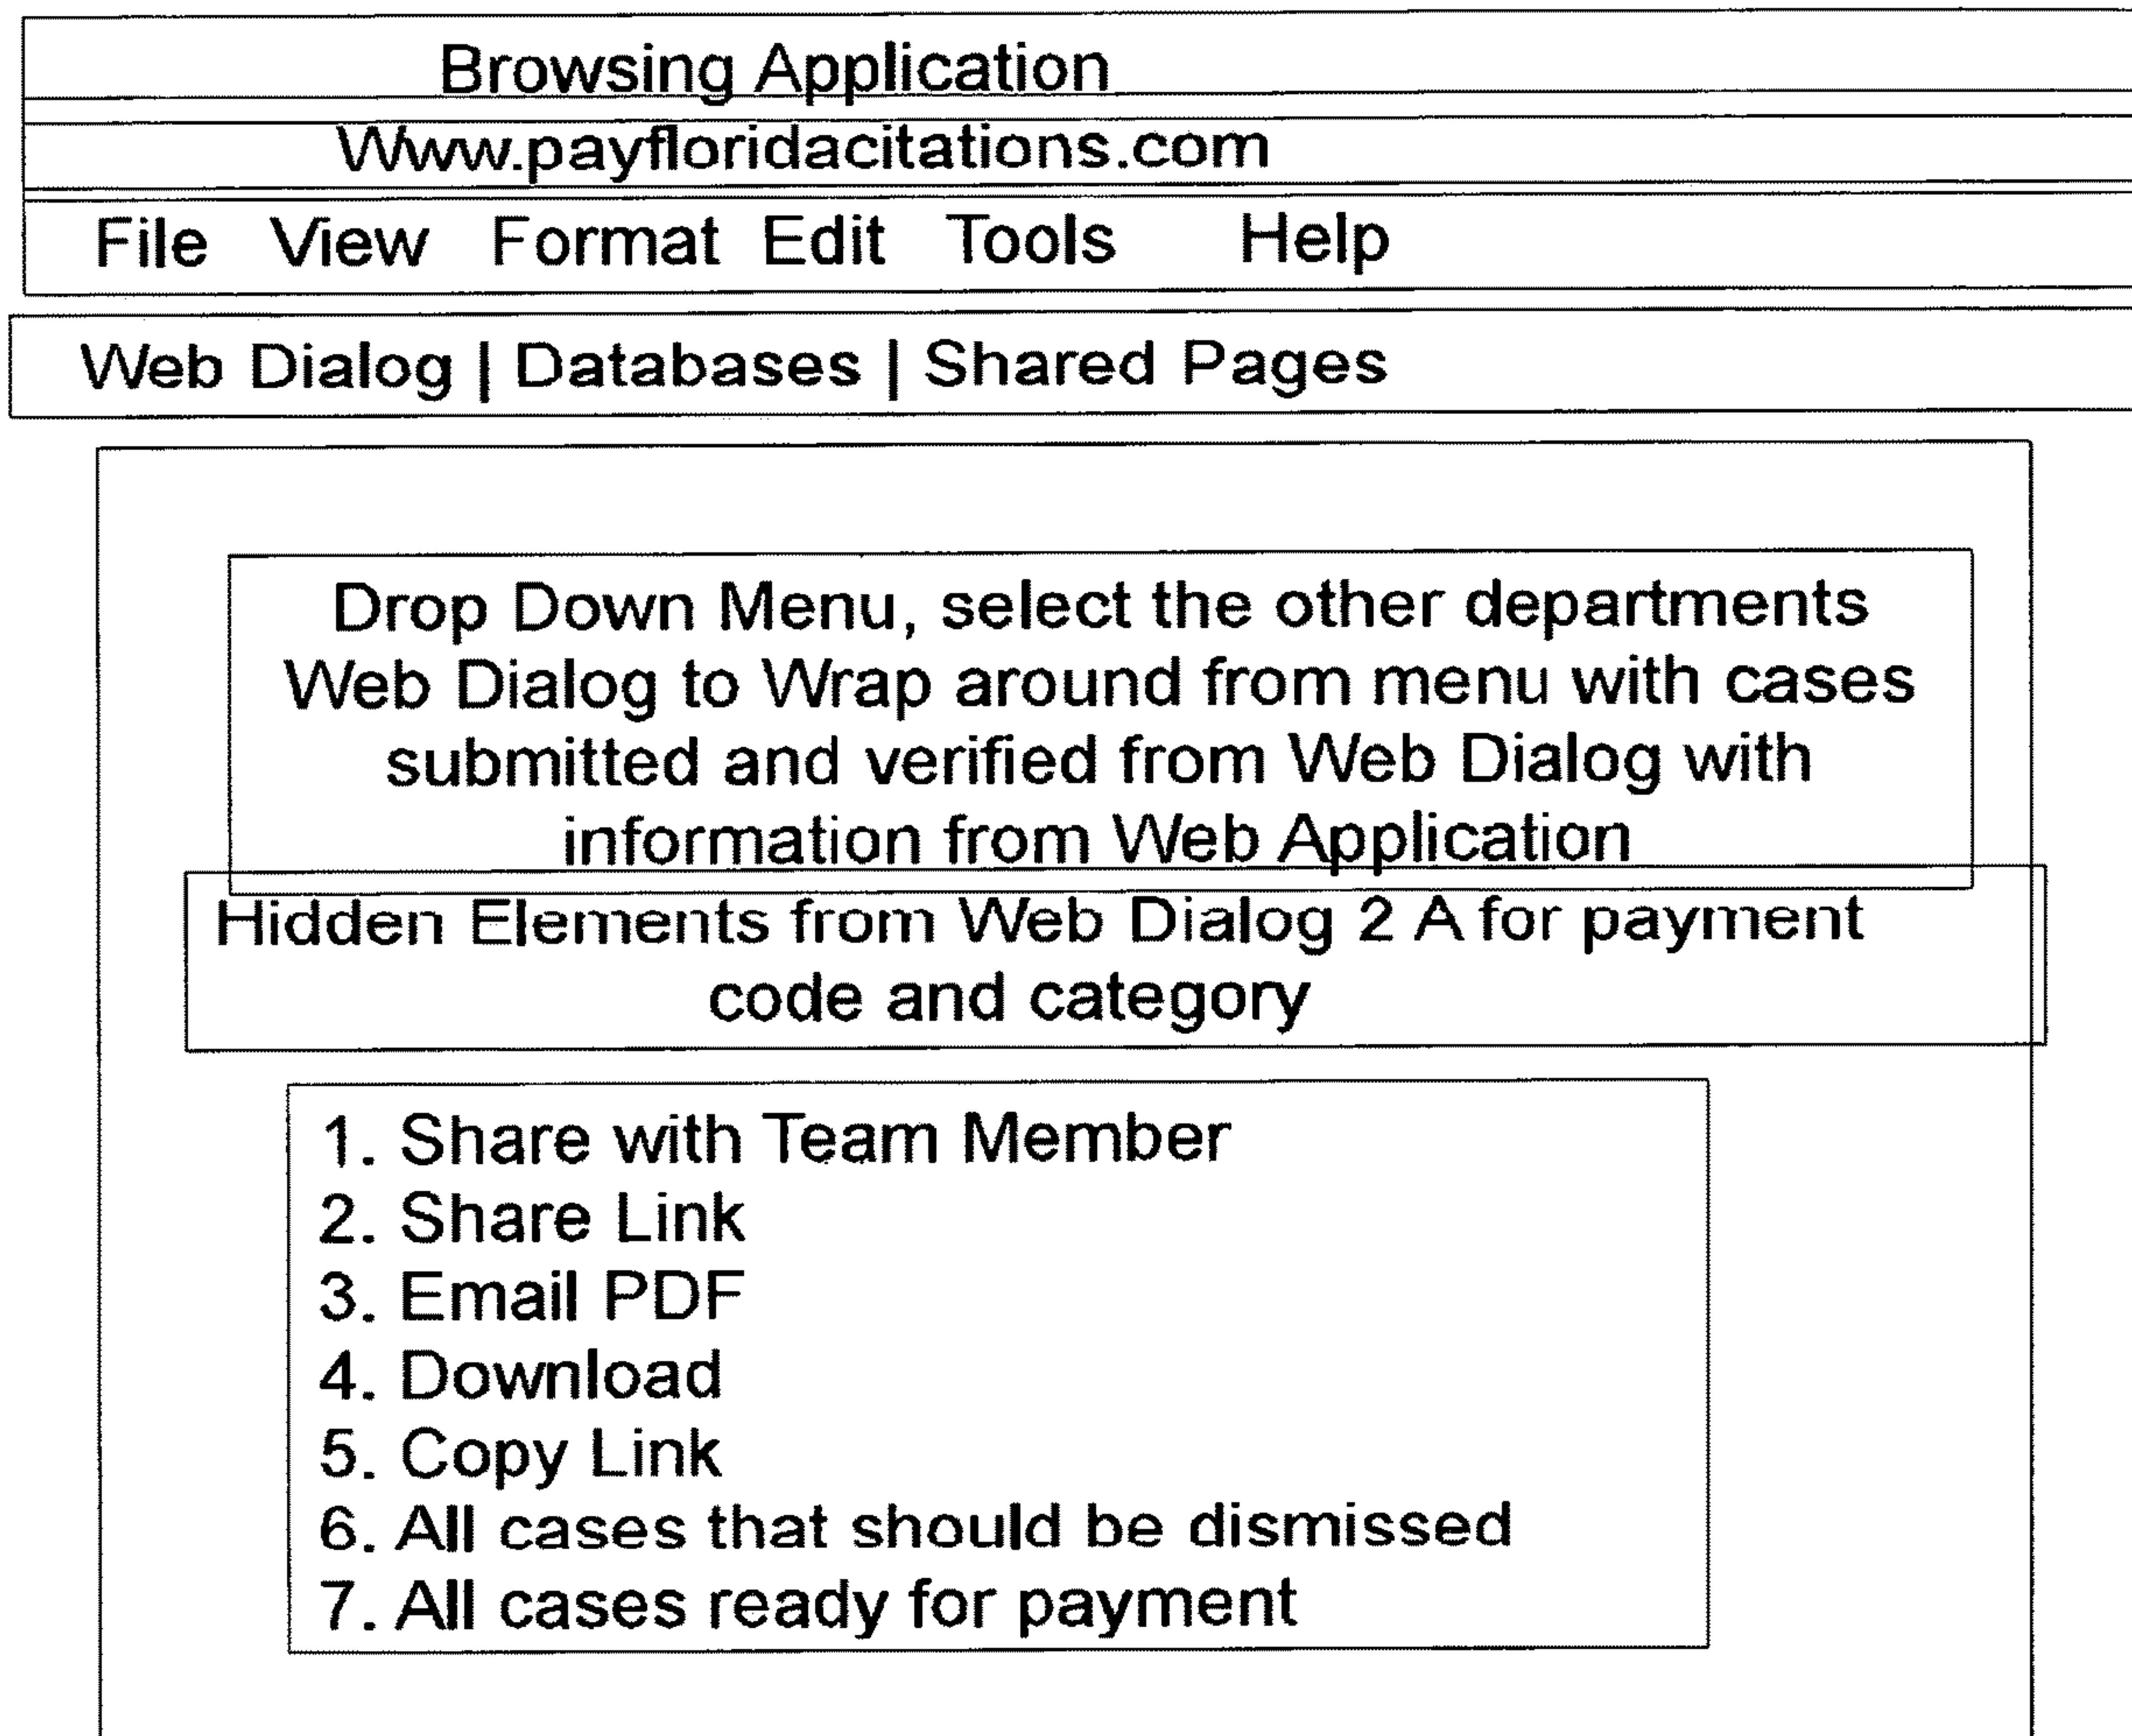 Browsing Application
Www.payfloridacitations.com
File View Format Edit Tools Help
Web Dialog | Databases | Shared Pages
Drop Down Menu, select the other departments
Web Dialog to Wrap around from menu with cases
submitted and verified from Web Dialog with
information from Web Application
Hidden Elements from Web Dialog 2 A for payment
code and category
1. Share with Team Member
2. Share Link
3. Email PDF
4. Download
5. Copy Link
6. All cases that should be dismissed
7. All cases ready for payment